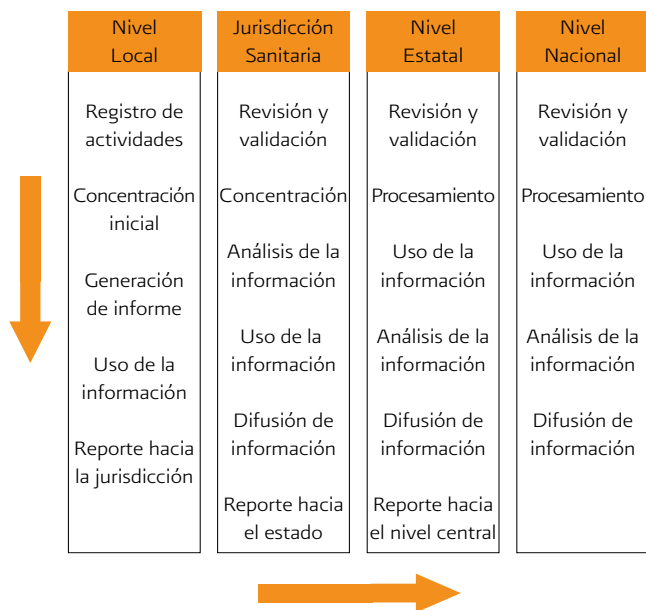 Nivel
Local
Registro de
actividades
Concentración
inicial
Generación
de informe
Uso de la
información
Reporte hacia
la jurisdicción
Jurisdicción
Sanitaria
Revisión y
validación
Concentración
Análisis de la
información
Uso de la
información
Difusión de
información
Reporte hacia
el estado
Nivel
Estatal
Revisión y
validación
Procesamiento
Uso de la
información
Análisis de la
información
Difusión de
información
Reporte hacia
el nivel central
Nivel
Nacional
Revisión y
validación
Procesamiento
Uso de la
información
Análisis de la
información
Difusión de
información